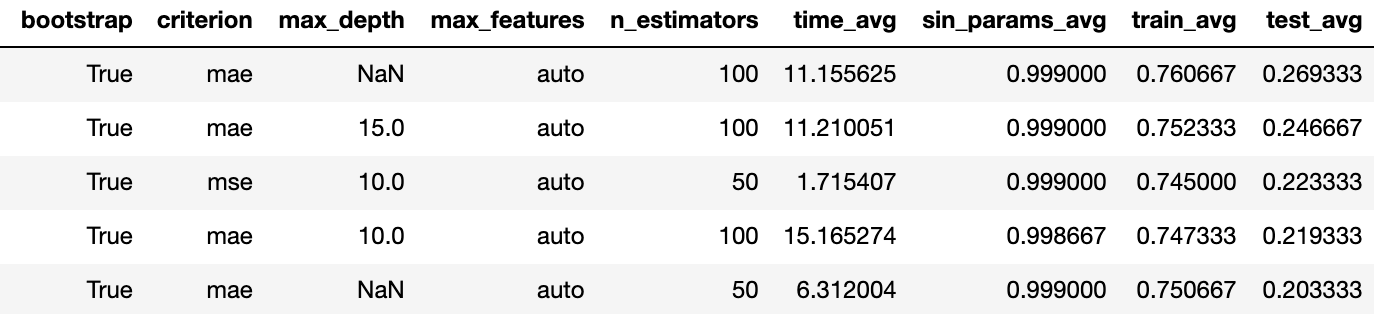 bootstrap criterion max_depth max_features n_estimators time_avg sin_params_avg train_avg test_avg
True mae NaN auto 100 11.155625 0.999000 0.760667 0.269333
True mae 15.0 auto 100 11.210051 0.999000 0.752333 0.246667
True mse 10.0 auto 50 1.715407 0.999000 0.745000 0.223333
True mae 10.0 auto 100 15.165274 0.998667 0.747333 0.219333
True mae NaN auto 50 6.312004 0.999000 0.750667 0.203333